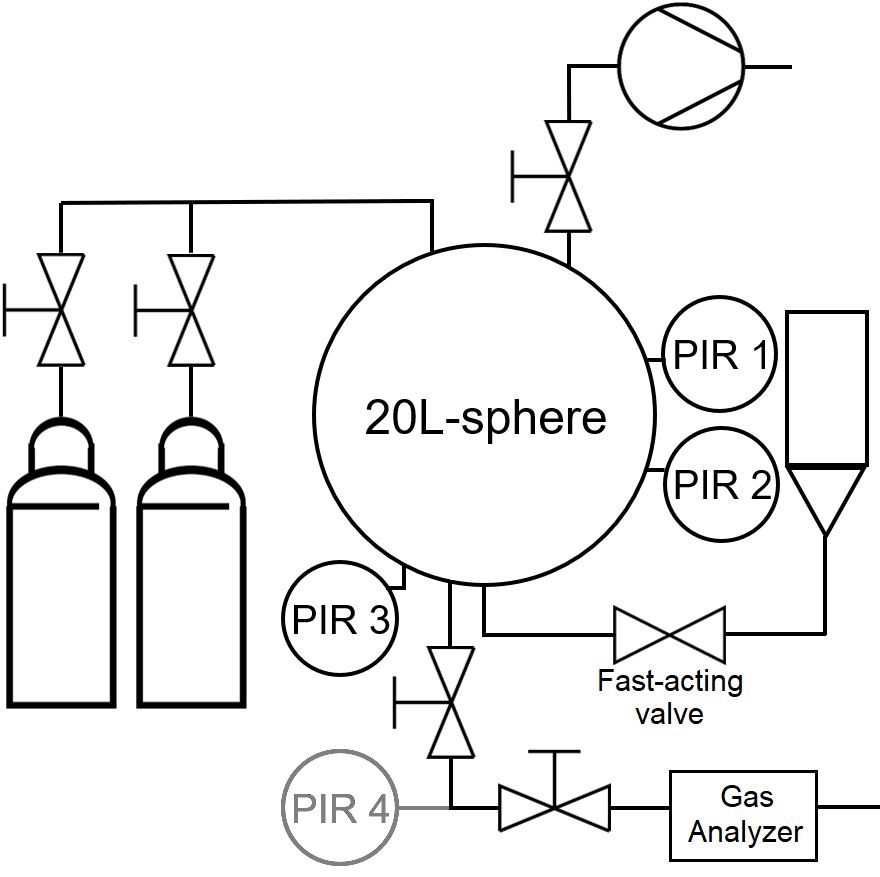 PIR 1
20L-sphere
PIR 2
PIR 3
Fast-acting
valve
PIR 4
Gas
Analyzer